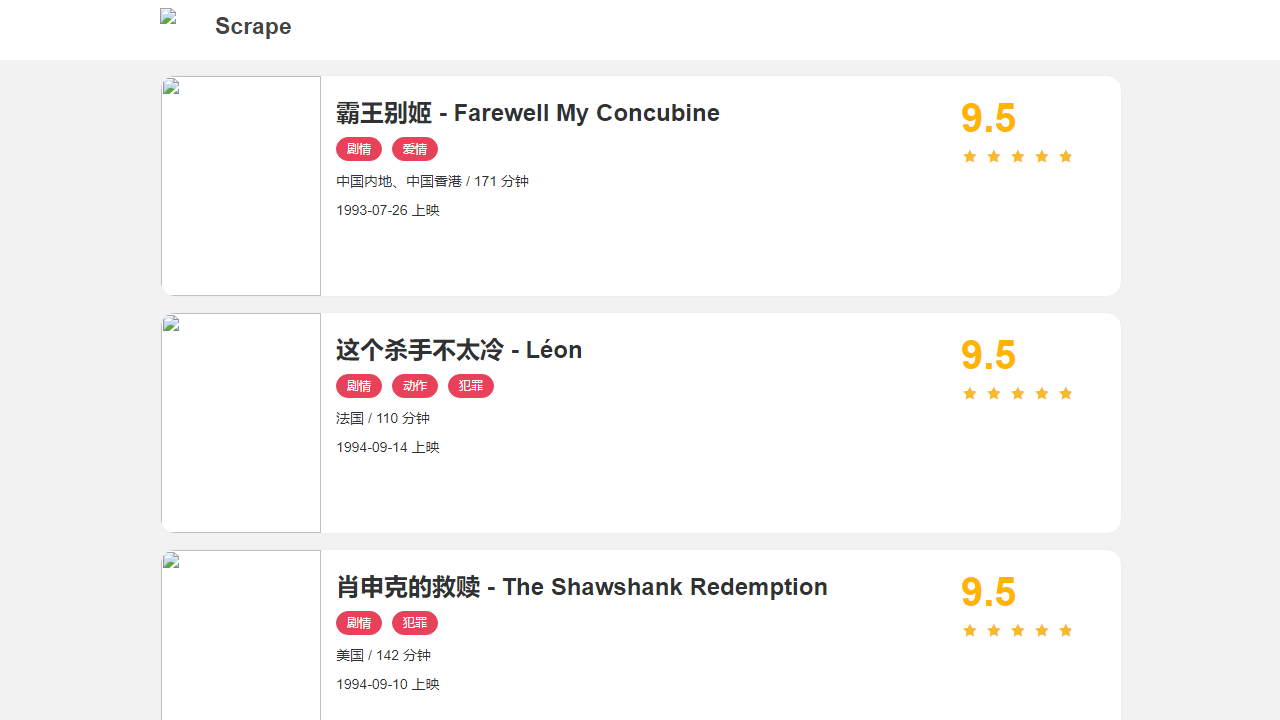 Scrape
霸王别姬 - Farewell My Concubine
9.5
剧情 爱情
中国内地、中国香港 / 171 分钟
1993-07-26 上映
这个杀手不太冷 - Léon
9.5
剧情 动作 犯罪
法国 / 110 分钟
1994-09-14 上映
肖申克的救赎 - The Shawshank Redemption
9.5
剧情 犯罪
美国 / 142 分钟
1994-09-10 上映